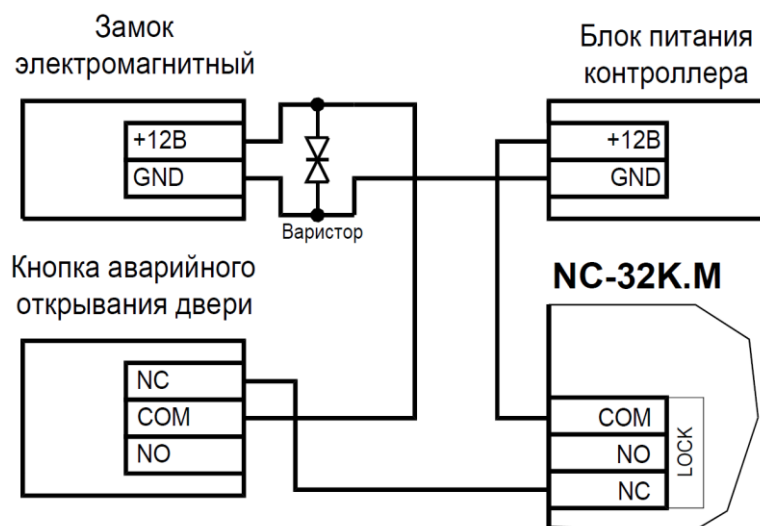 Замок
электромагнитный
+12В
GND
Варистор
Блок питания
контроллера
+12В
GND
Кнопка аварийного
открывания двери
NC
COM
NO
NC-32K.M
COM
NO
NC
LOCK